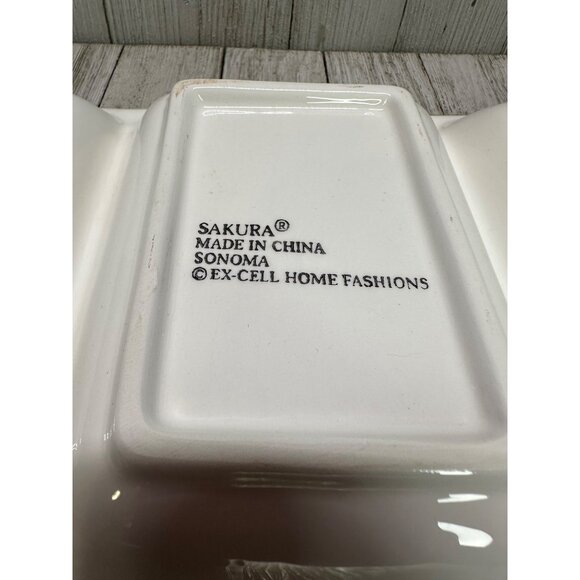 SAKURA®
MADE IN CHINA
SONOMA
© EX-CELL HOME FASHIONS